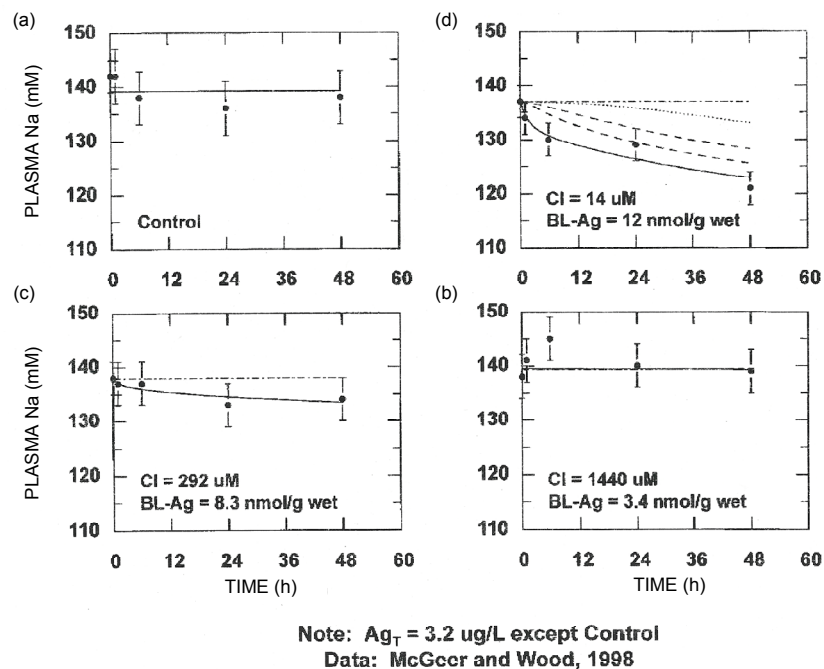 (a)
(d)
150
140
130
120
110
PLASMA Na (mM)
Control
0 12 24 36 48 60
150
140
130
120
110
Cl = 14 uM
BL-Ag = 12 nmol/g wet
0 12 24 36 48 60
(c)
(b)
150
140
130
120
110
PLASMA Na (mM)
Cl = 292 uM
BL-Ag = 8.3 nmol/g wet
0 12 24 36 48 60
TIME (h)
150
140
130
120
110
Cl = 1440 uM
BL-Ag = 3.4 nmol/g wet
0 12 24 36 48 60
TIME (h)
Note: AgT = 3.2 ug/L except Control
Data: McGeer and Wood, 1998